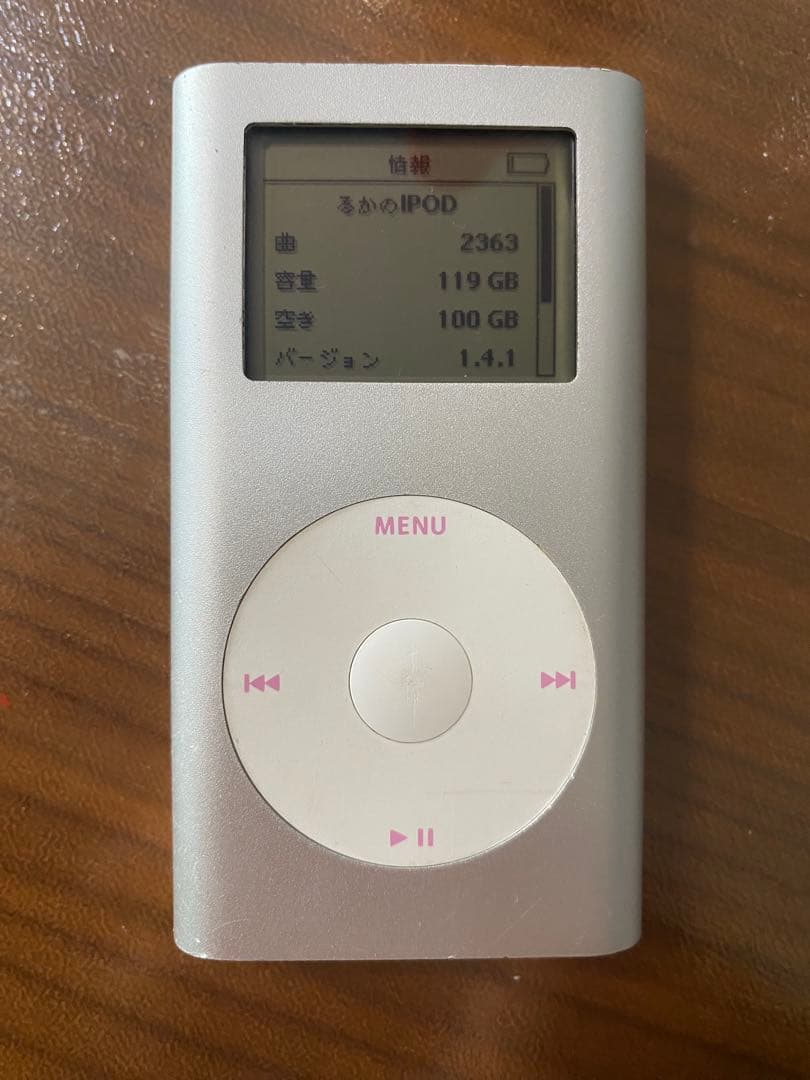 情報
るかのIPOD
曲 2363
容量 119 GB
空き 100 GB
バージョン 1.4.1
MENU